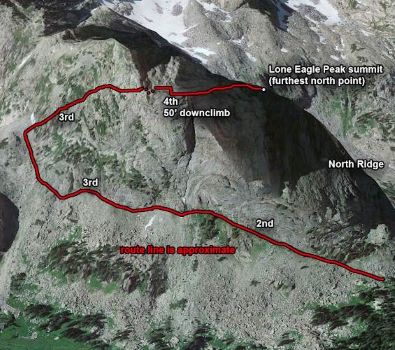 Lone Eagle Peak summit
(furthest north point)
4th
50' downclimb
3rd
North Ridge
3rd
2nd
route line is approximate